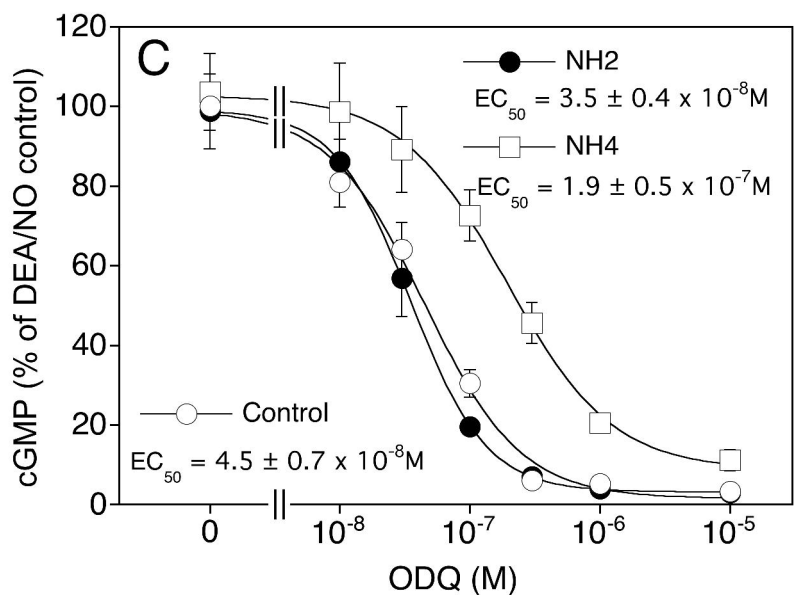 C
NH2
EC₅₀ = 3.5 ± 0.4 x 10⁻⁸M
NH4
EC₅₀ = 1.9 ± 0.5 x 10⁻⁷M
Control
EC₅₀ = 4.5 ± 0.7 x 10⁻⁸M
cGMP (% of DEA/NO control)
120
100
80
60
40
20
0
0 10⁻⁸ 10⁻⁷ 10⁻⁶ 10⁻⁵
ODQ (M)